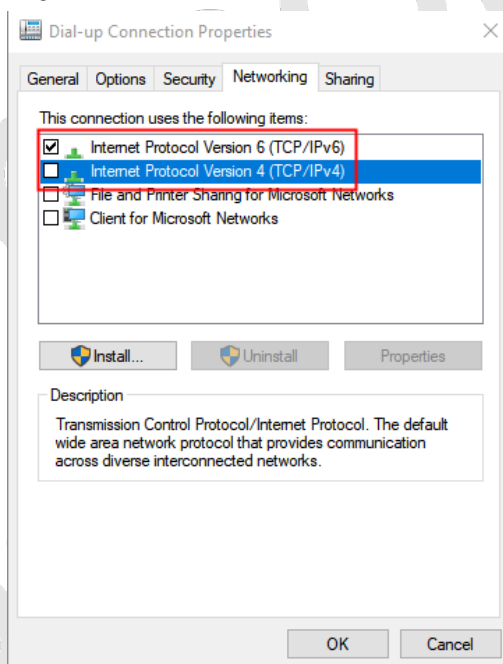 Dial-up Connection Properties
General Options Security Networking Sharing
This connection uses the following items:
Internet Protocol Version 6 (TCP/IPv6)
Internet Protocol Version 4 (TCP/IPv4)
File and Printer Sharing for Microsoft Networks
Client for Microsoft Networks
Install... Uninstall Properties
Description
Transmission Control Protocol/Internet Protocol. The default
wide area network protocol that provides communication
across diverse interconnected networks.
OK Cancel